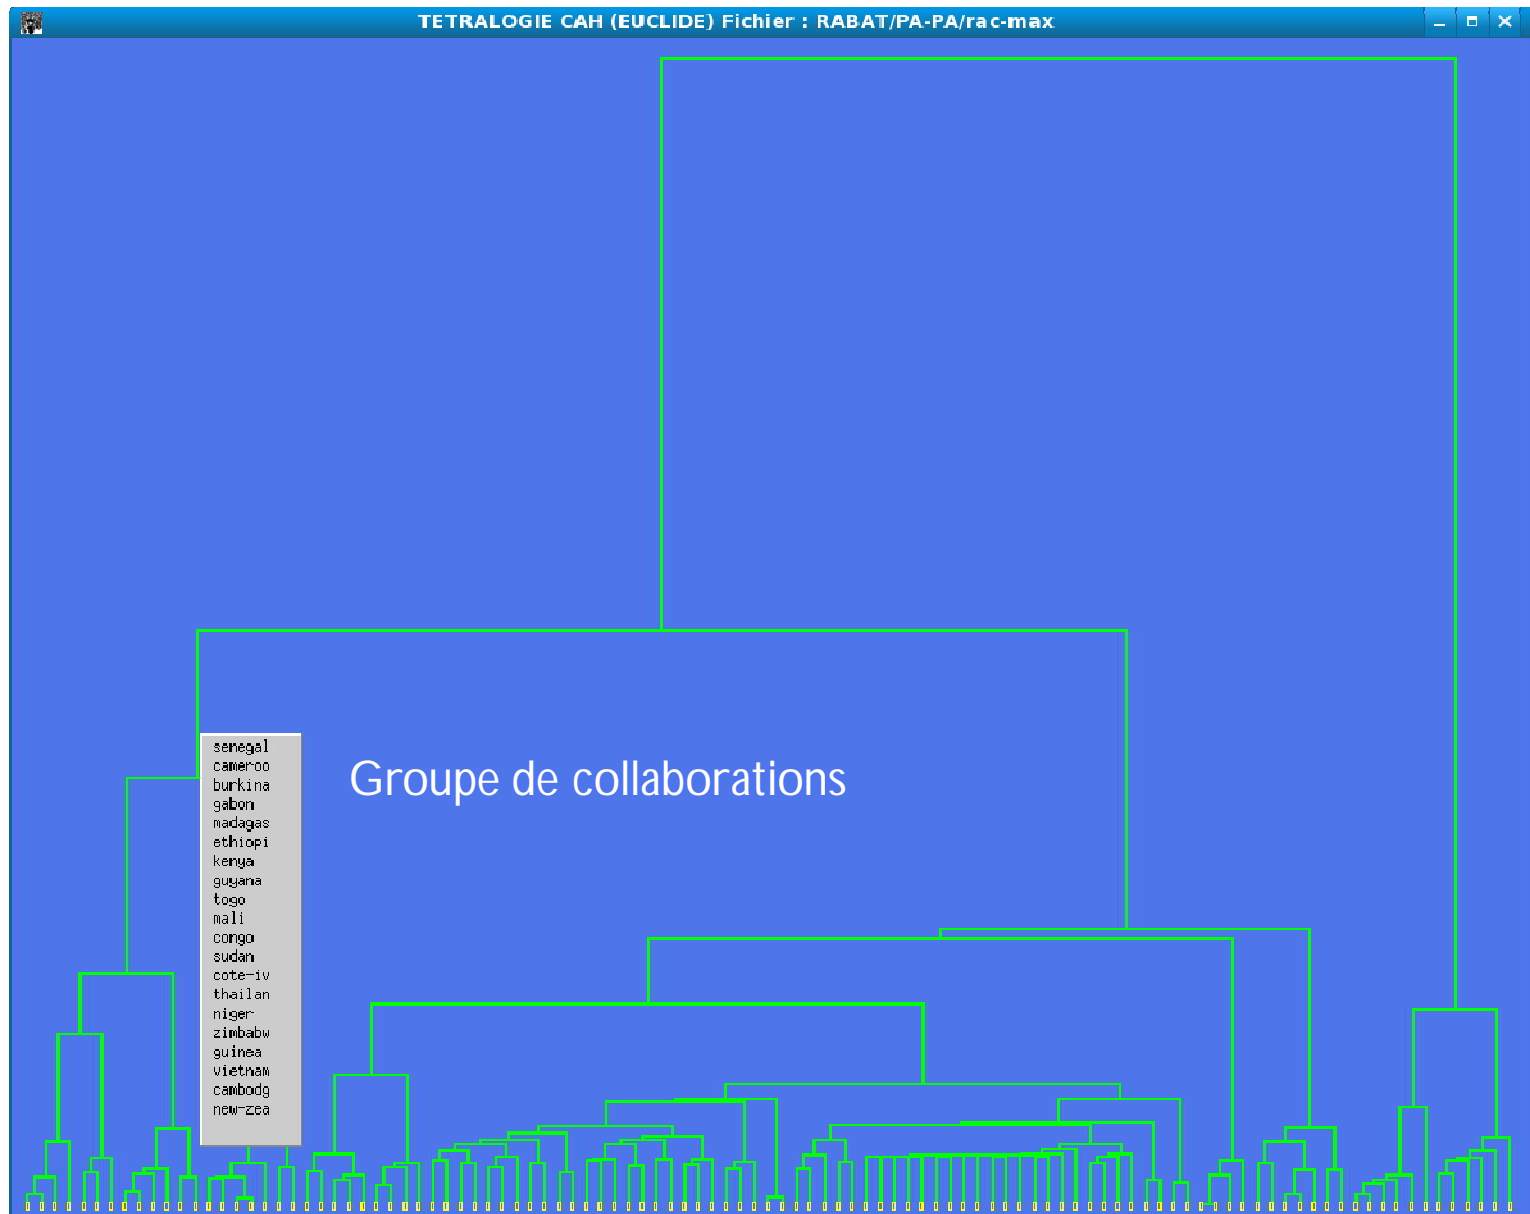 TETRALOGIE CAH (EUCLIDE) Fichier : RABAT/PA-PA/rac-max
senegal
cameroo
burkina
gabon
madagas
ethiopi
kenya
guyana
togo
mali
congo
sudan
cote-iv
thailan
niger
zimbabw
guinea
vietnam
cambodg
new-zea
Groupe de collaborations